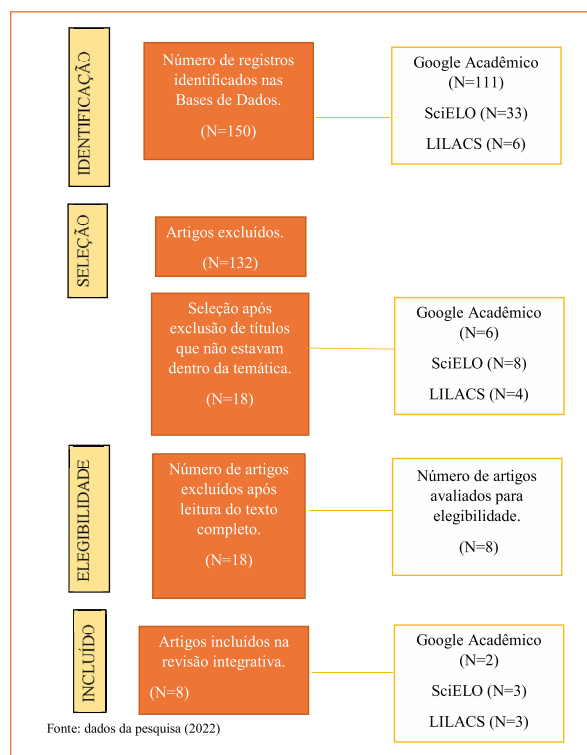 IDENTIFICAÇÃO
Número de registros
identificados nas
Bases de Dados.
(N=150)
Google Acadêmico
(N=111)
SciELO (N=33)
LILACS (N=6)
SELEÇÃO
Artigos excluídos.
(N=132)
Seleção após
exclusão de títulos
que não estavam
dentro da temática.
(N=18)
Google Acadêmico
(N=6)
SciELO (N=8)
LILACS (N=4)
ELEGIBILIDADE
Número de artigos
excluídos após
leitura do texto
completo.
(N=18)
Número de artigos
avaliados para
elegibilidade.
(N=8)
INCLUÍDO
Artigos incluídos na
revisão integrativa.
(N=8)
Google Acadêmico
(N=2)
SciELO (N=3)
LILACS (N=3)
Fonte: dados da pesquisa (2022)